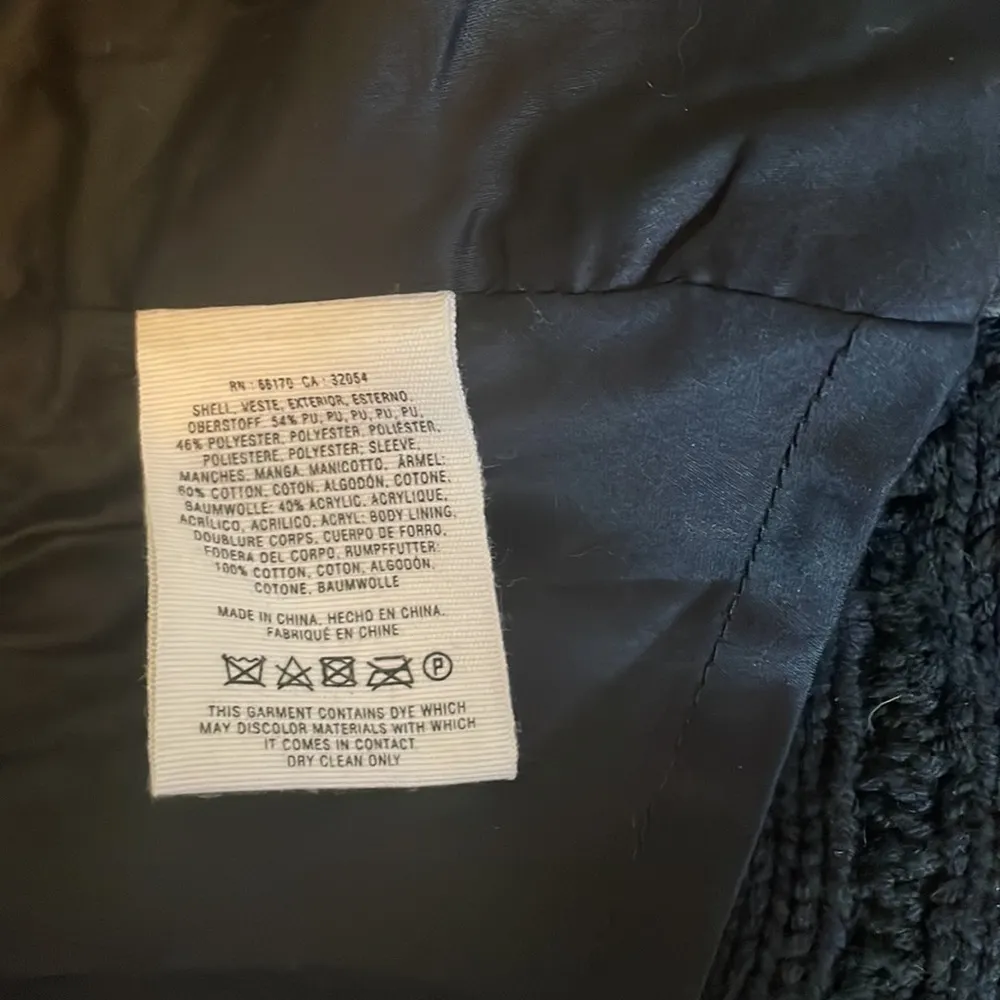 RN : 66170 CA : 32054
SHELL, VESTE, EXTERIOR, ESTERNO,
OBERSTOFF 54% PU, PU, PU, PU, PU,
46% POLYESTER, POLYESTER, POLIÉSTER,
POLIESTERE, POLYESTER; SLEEVE,
MANCHES, MANGA, MANICOTTO, ÄRMEL:
60% COTTON, COTON, ALGODÓN, COTONE,
BAUMWOLLE: 40% ACRYLIC, ACRYLIQUE,
ACRÍLICO, ACRILICO, ACRYL: BODY LINING,
DOUBLURE CORPS, CUERPO DE FORRO,
FODERA DEL CORPO, RUMPFFUTTER:
100% COTTON, COTON, ALGODÓN,
COTONE, BAUMWOLLE
MADE IN CHINA, HECHO EN CHINA,
FABRIQUÉ EN CHINE
P
THIS GARMENT CONTAINS DYE WHICH
MAY DISCOLOR MATERIALS WITH WHICH
IT COMES IN CONTACT
DRY CLEAN ONLY